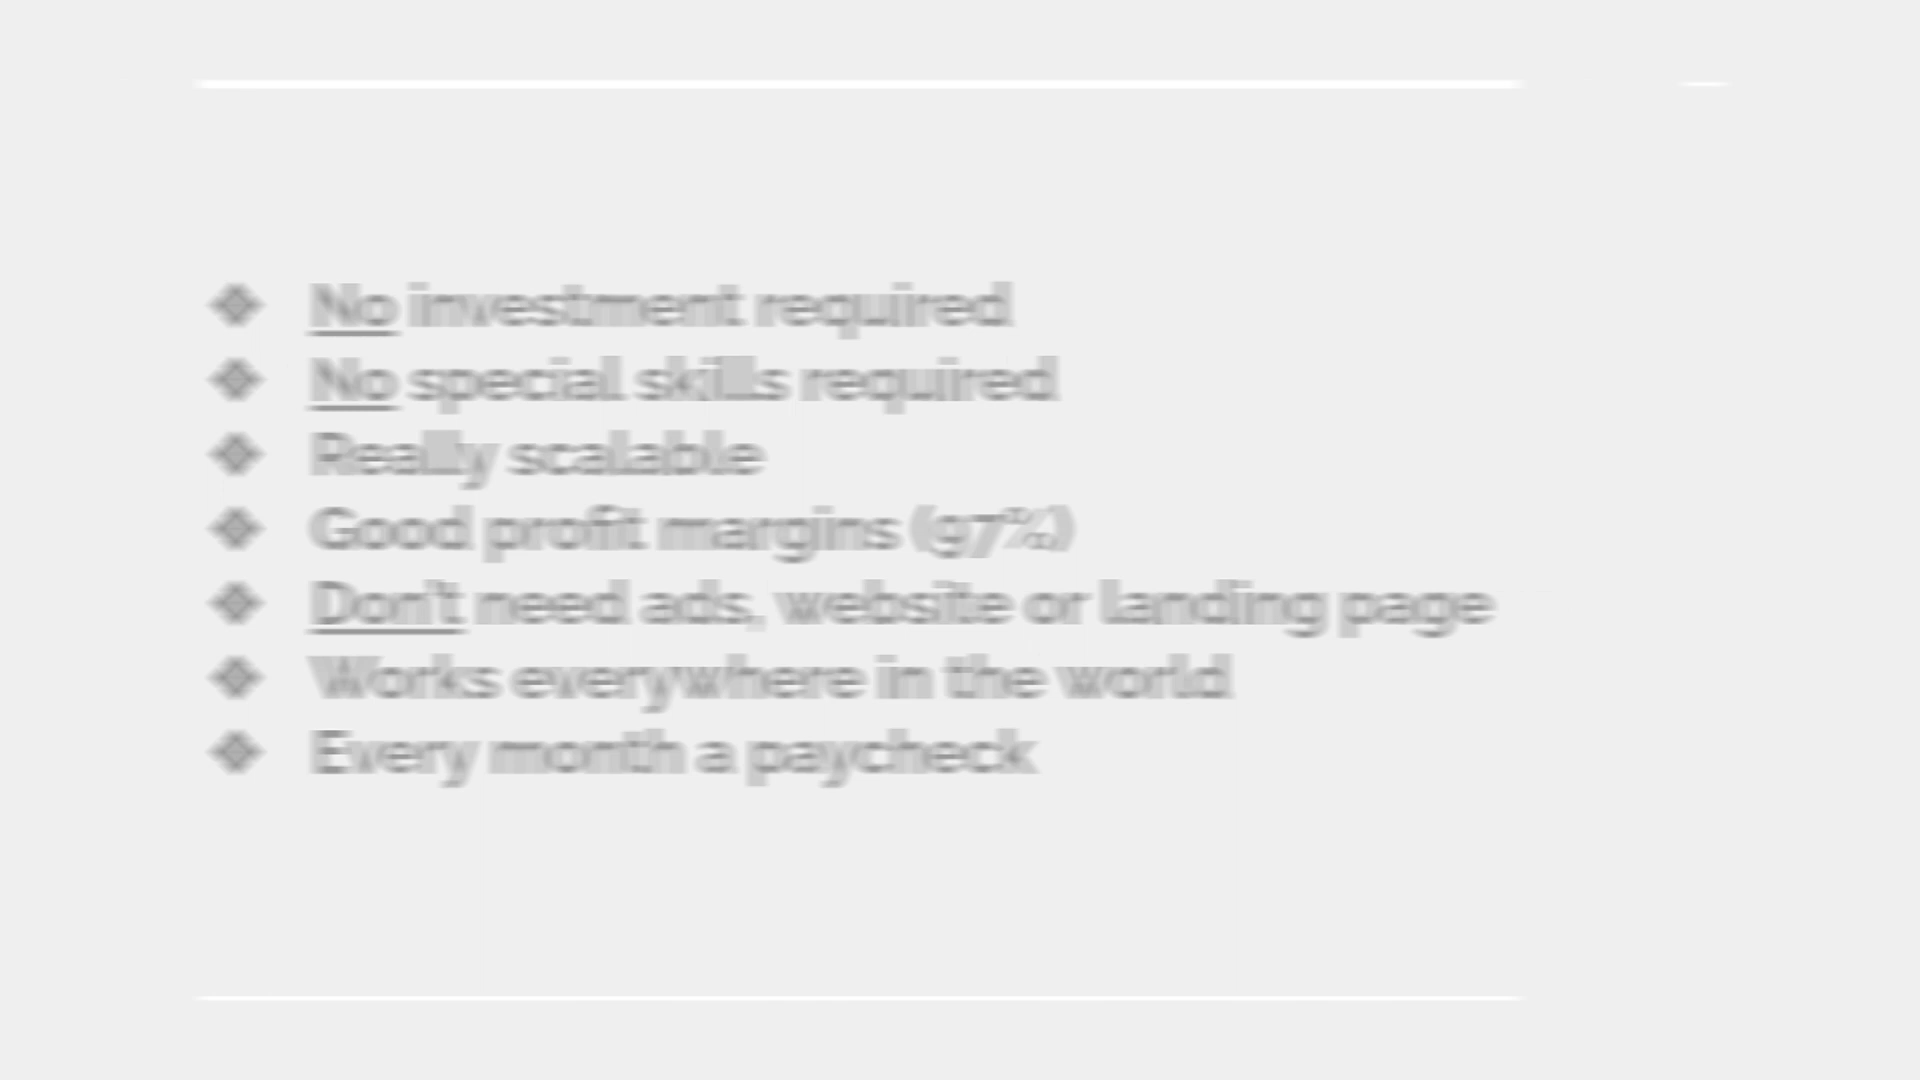 ❖ No investment required
❖ No special skills required
❖ Really scalable
❖ Good profit margins (97%)
❖ Don't need ads, website or landing page
❖ Works everywhere in the world
❖ Every month a paycheck